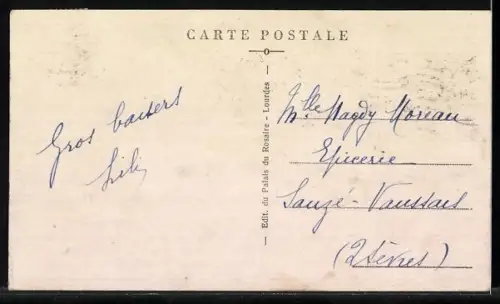 CARTE POSTALE
Gros baisers
Lili
Edit. du Palais du Rosaire - Lourdes
Mlle Magdy Moreau
Epicerie
Sauzé-Vaussais
(2 Sèvres)